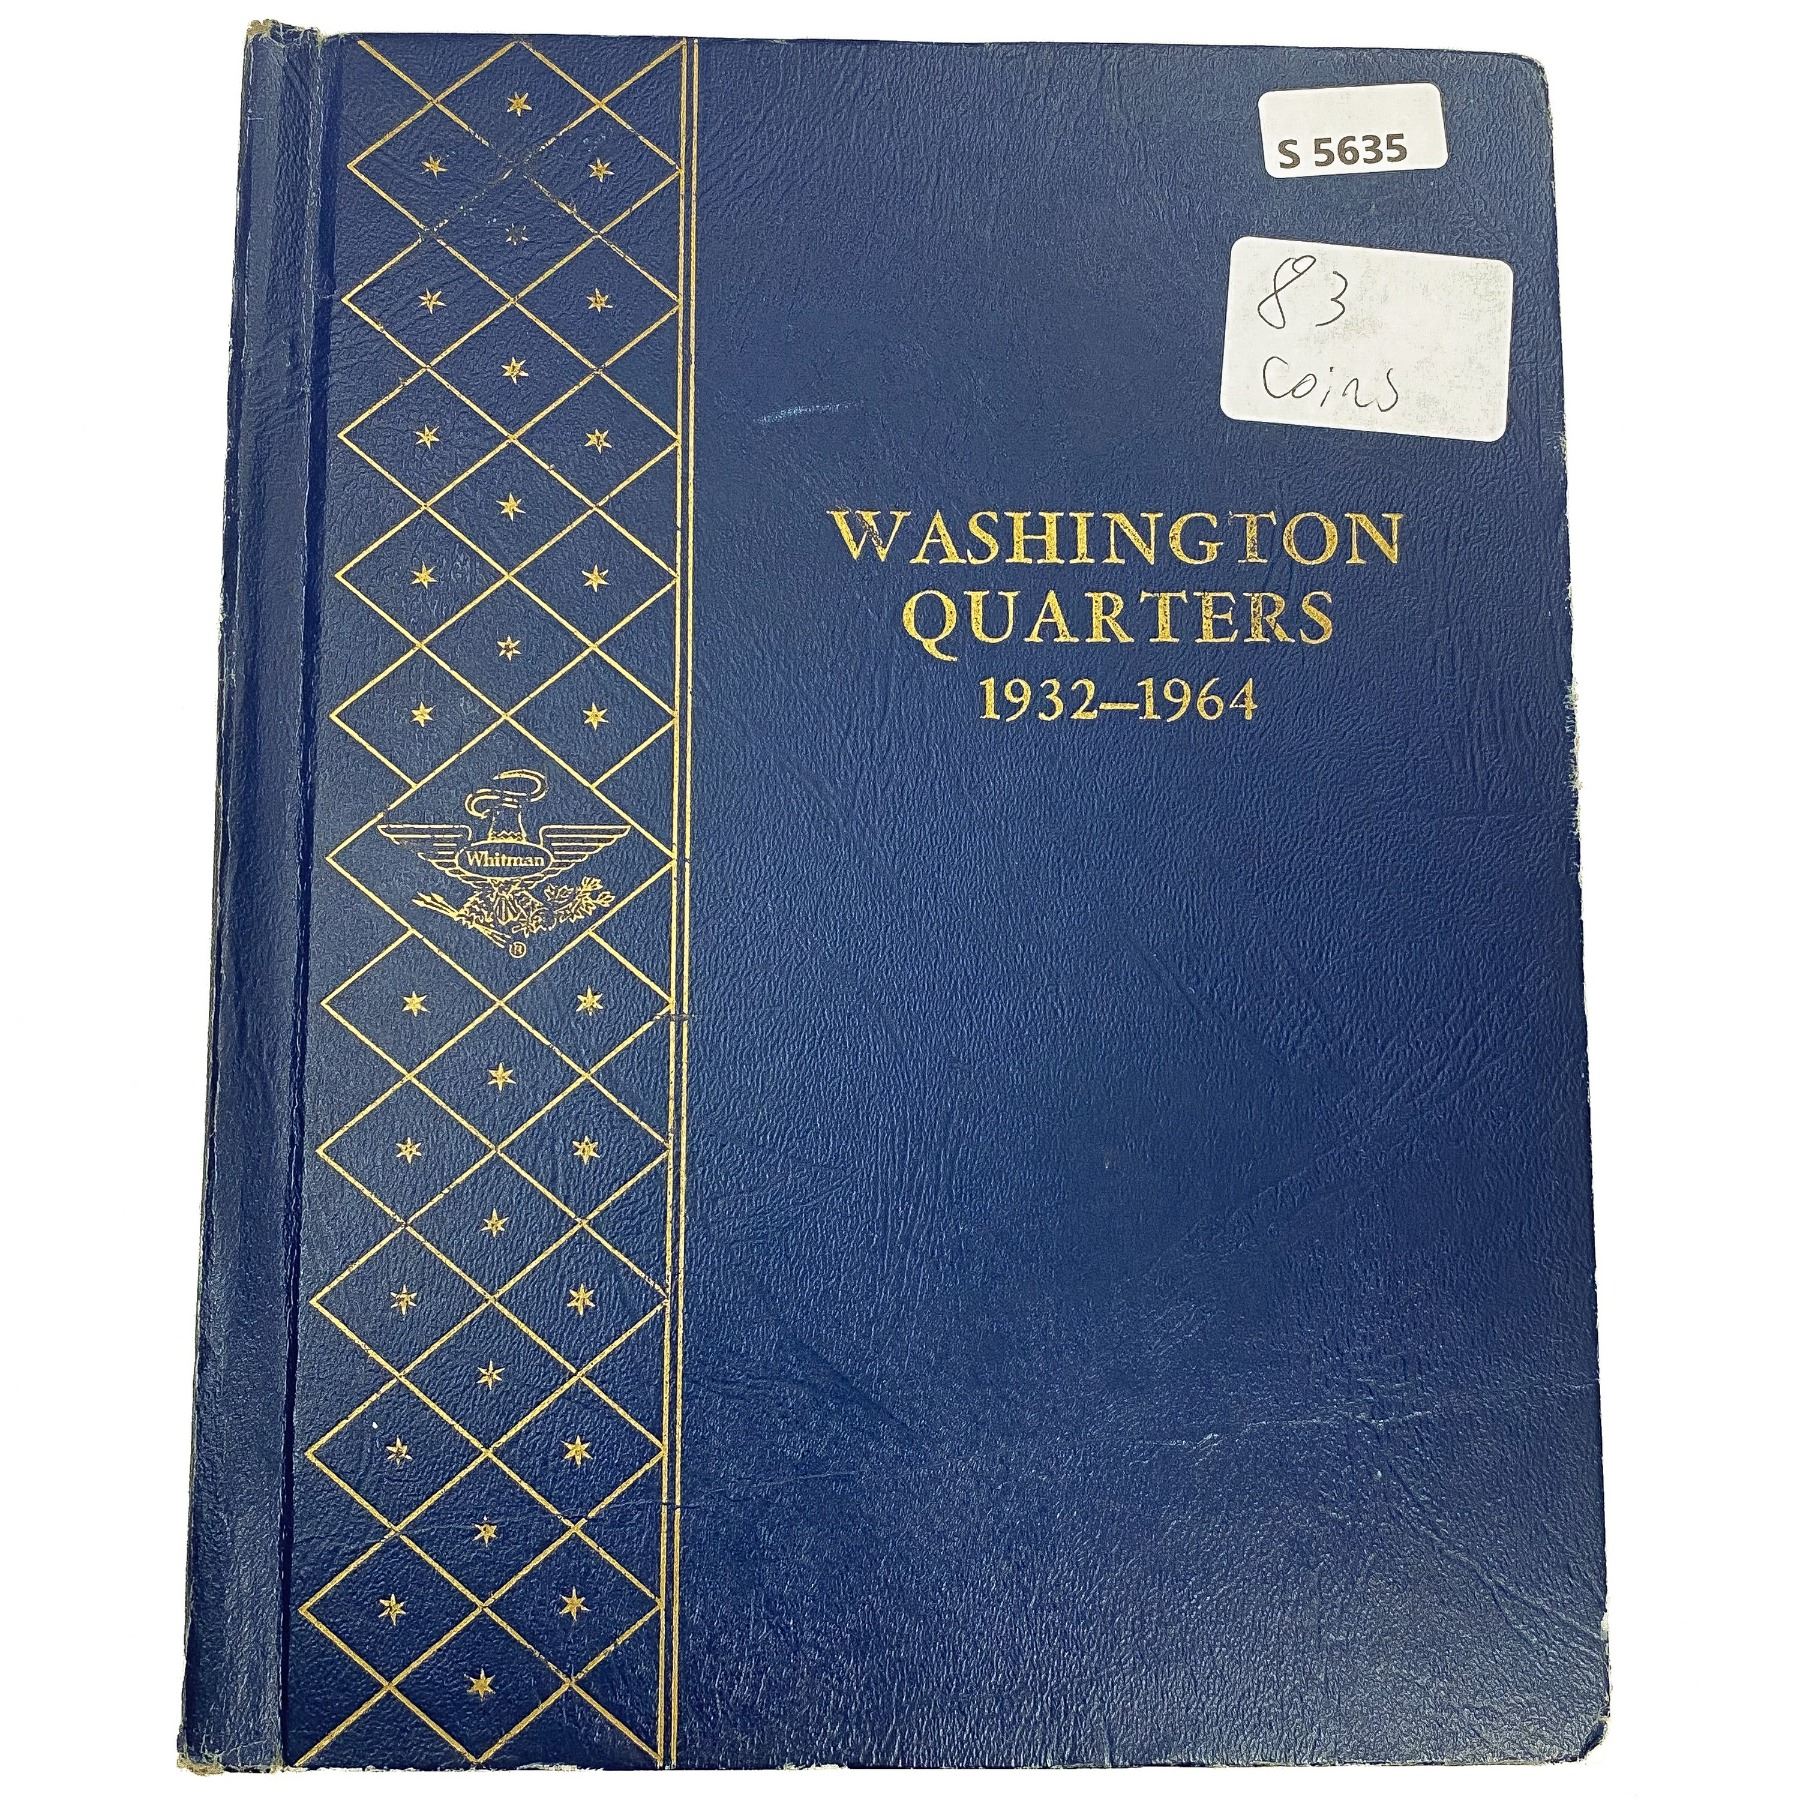 S 5635
83
Coins
WASHINGTON
QUARTERS
1932–1964
Whitman
®